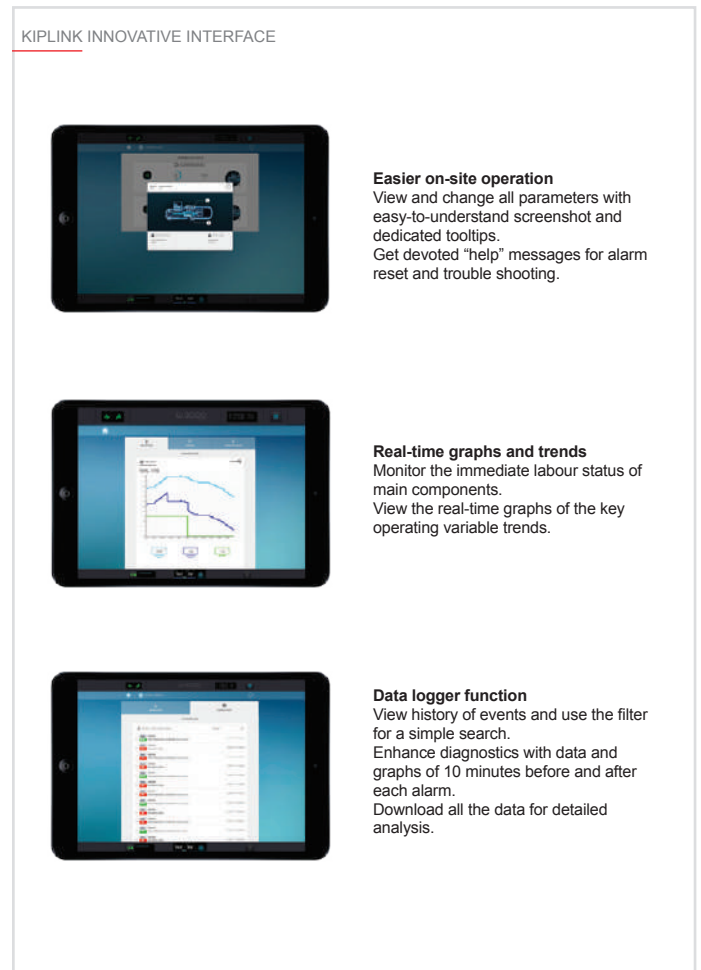 KIPLINK INNOVATIVE INTERFACE
Easier on-site operation
View and change all parameters with
easy-to-understand screenshot and
dedicated tooltips.
Get devoted “help” messages for alarm
reset and trouble shooting.
Real-time graphs and trends
Monitor the immediate labour status of
main components.
View the real-time graphs of the key
operating variable trends.
Data logger function
View history of events and use the filter
for a simple search.
Enhance diagnostics with data and
graphs of 10 minutes before and after
each alarm.
Download all the data for detailed
analysis.